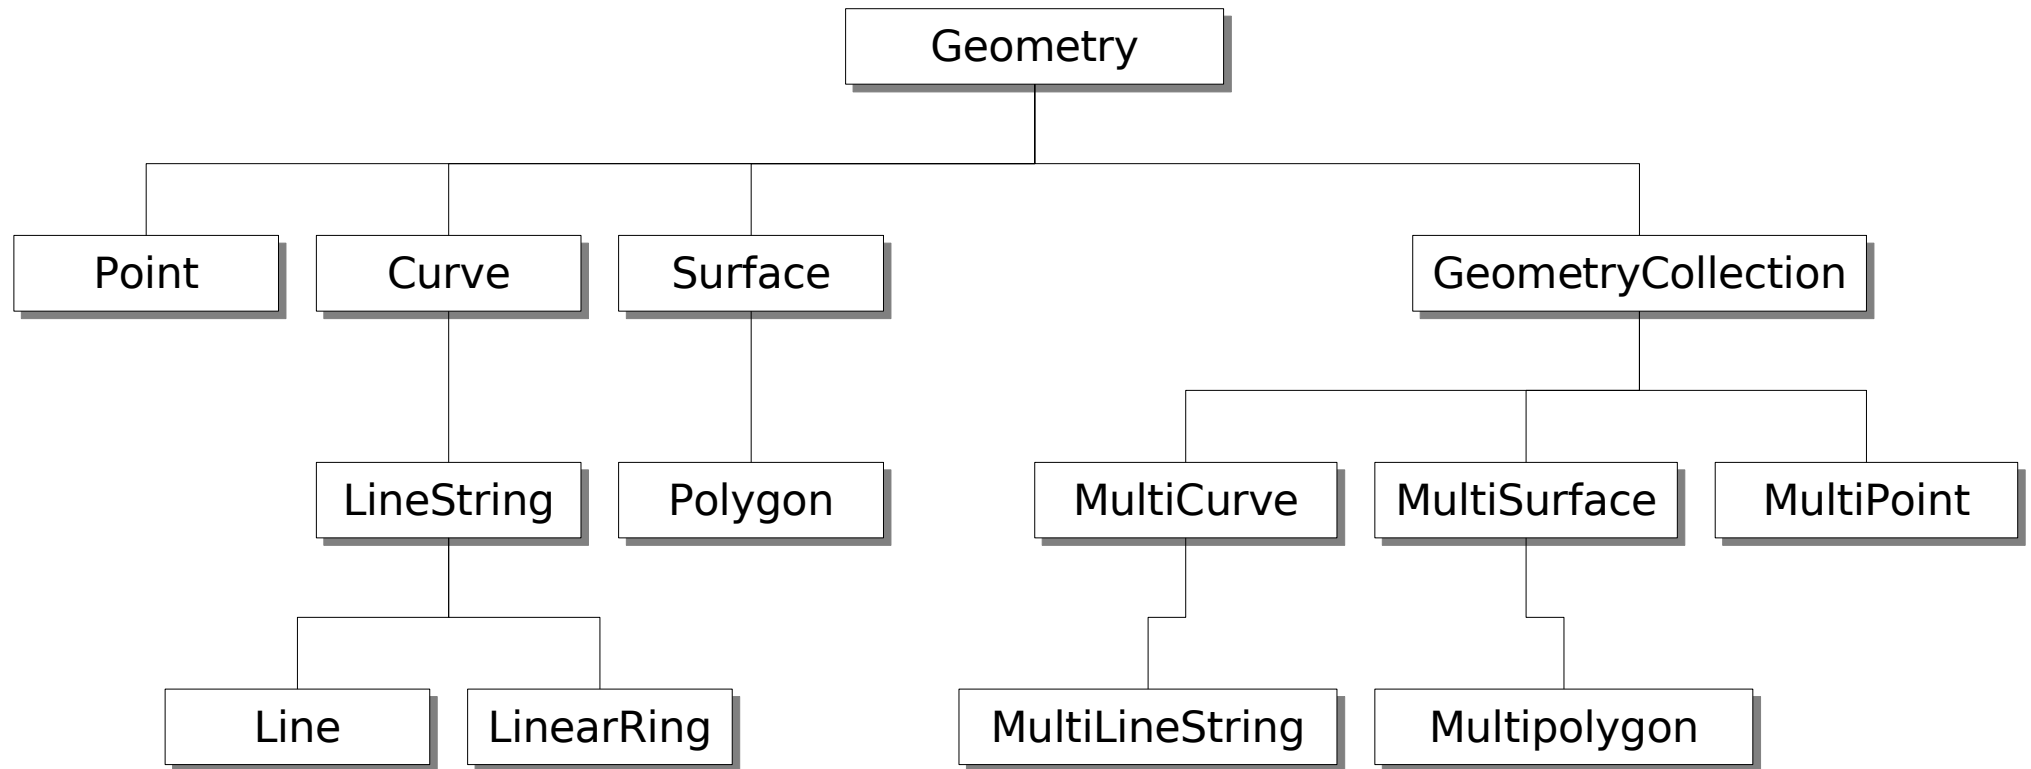 Geometry
Point
Curve
Surface
GeometryCollection
LineString
Polygon
MultiCurve
MultiSurface
MultiPoint
Line
LinearRing
MultiLineString
Multipolygon